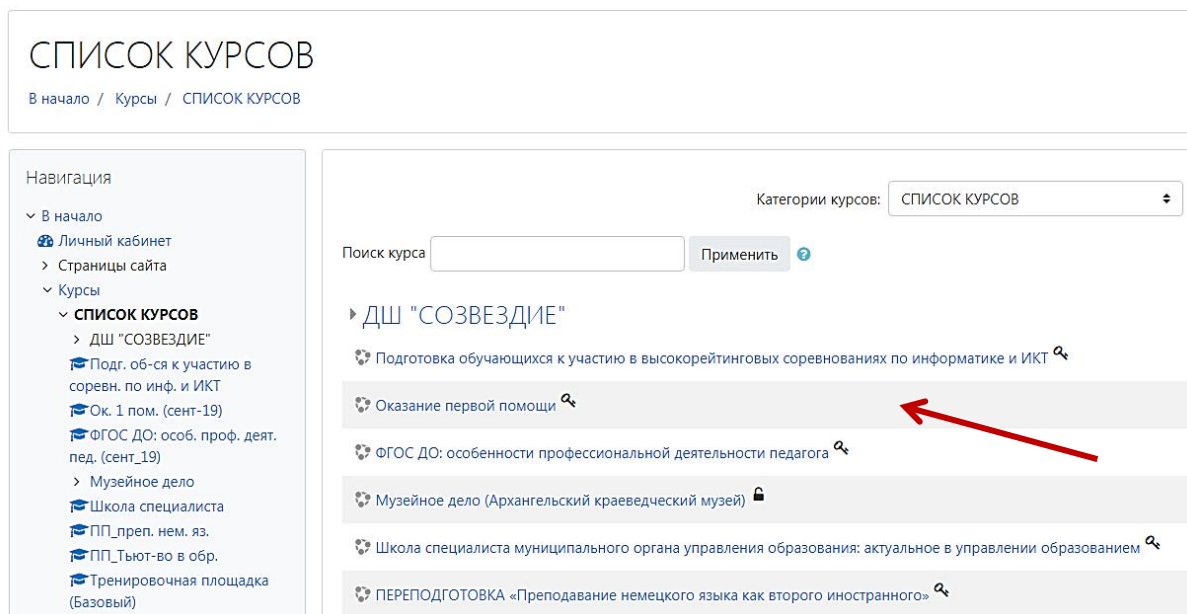 СПИСОК КУРСОВ
В начало / Курсы / СПИСОК КУРСОВ
Навигация
В начало
Личный кабинет
Страницы сайта
Курсы
СПИСОК КУРСОВ
ДШ "СОЗВЕЗДИЕ"
Подг. об-ся к участию в
соревн. по инф. и ИКТ
Ок. 1 пом. (сент-19)
ФГОС ДО: особ. проф. деят.
пед. (сент_19)
Музейное дело
Школа специалиста
ПП_преп. нем. яз.
ПП_Тьют-во в обр.
Тренировочная площадка
(Базовый)
Категории курсов: СПИСОК КУРСОВ
Поиск курса Применить
ДШ "СОЗВЕЗДИЕ"
Подготовка обучающихся к участию в высокорейтинговых соревнованиях по информатике и ИКТ
Оказание первой помощи
ФГОС ДО: особенности профессиональной деятельности педагога
Музейное дело (Архангельский краеведческий музей)
Школа специалиста муниципального органа управления образования: актуальное в управлении образованием
ПЕРЕПОДГОТОВКА «Преподавание немецкого языка как второго иностранного»